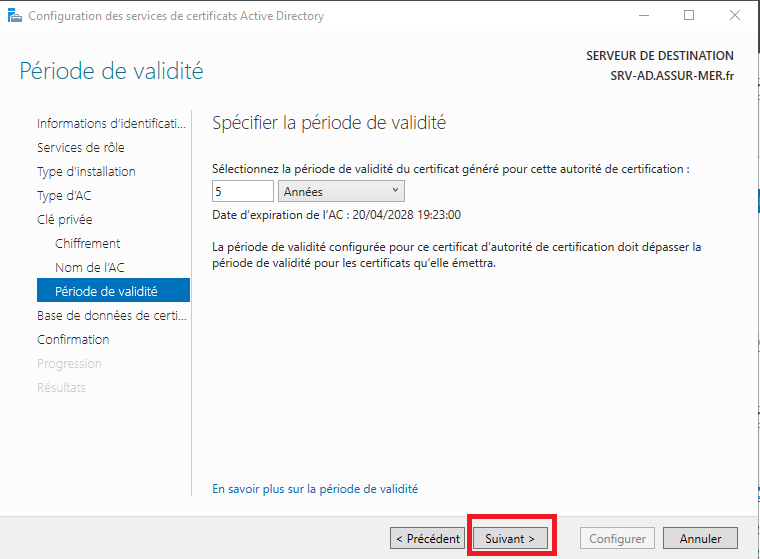 Configuration des services de certificats Active Directory
Période de validité
SERVEUR DE DESTINATION
SRV-AD.ASSUR-MER.fr
Informations d'identificati...
Services de rôle
Type d'installation
Type d'AC
Clé privée
Chiffrement
Nom de l'AC
Période de validité
Base de données de certi...
Confirmation
Progression
Résultats
Spécifier la période de validité
Sélectionnez la période de validité du certificat généré pour cette autorité de certification :
5 Années
Date d'expiration de l'AC : 20/04/2028 19:23:00
La période de validité configurée pour ce certificat d'autorité de certification doit dépasser la
période de validité pour les certificats qu'elle émettra.
En savoir plus sur la période de validité
< Précédent Suivant > Configurer Annuler